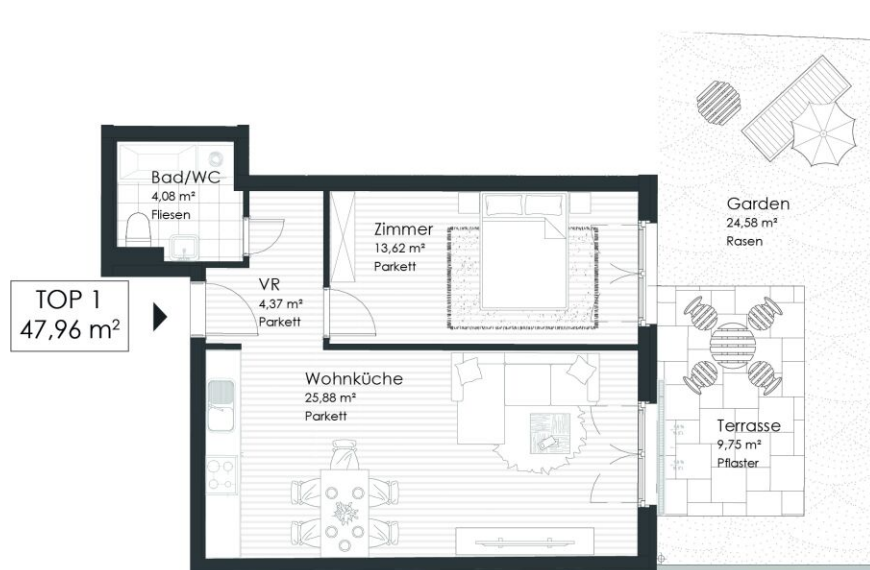 Bad/WC
4,08 m²
Fliesen
Zimmer
13,62 m²
Parkett
Garden
24,58 m²
Rasen
VR
4,37 m²
Parkett
TOP 1
47,96 m²
Wohnküche
25,88 m²
Parkett
Terrasse
9,75 m²
Pflaster